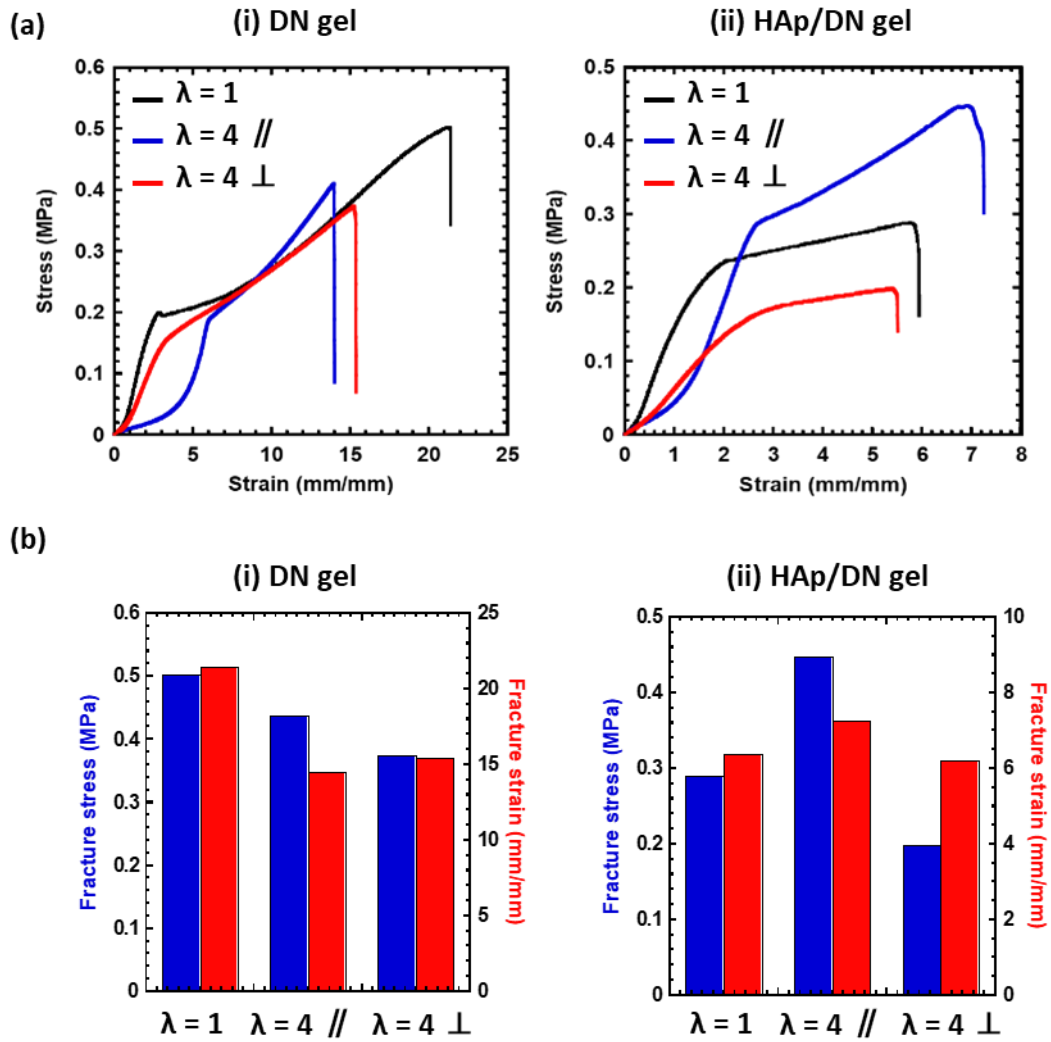 (a)
(i) DN gel
(ii) HAp/DN gel
0.6
0.5
0.4
0.3
0.2
0.1
0
Stress (MPa)
λ = 1
λ = 4 //
λ = 4 ⊥
0 5 10 15 20 25
Strain (mm/mm)
0.5
0.4
0.3
0.2
0.1
0
Stress (MPa)
λ = 1
λ = 4 //
λ = 4 ⊥
0 1 2 3 4 5 6 7 8
Strain (mm/mm)
(b)
(i) DN gel
(ii) HAp/DN gel
0.6
0.5
0.4
0.3
0.2
0.1
0
Fracture stress (MPa)
25
20
15
10
5
0
Fracture strain (mm/mm)
λ = 1 λ = 4 // λ = 4 ⊥
0.5
0.4
0.3
0.2
0.1
0
Fracture stress (MPa)
10
8
6
4
2
0
Fracture strain (mm/mm)
λ = 1 λ = 4 // λ = 4 ⊥